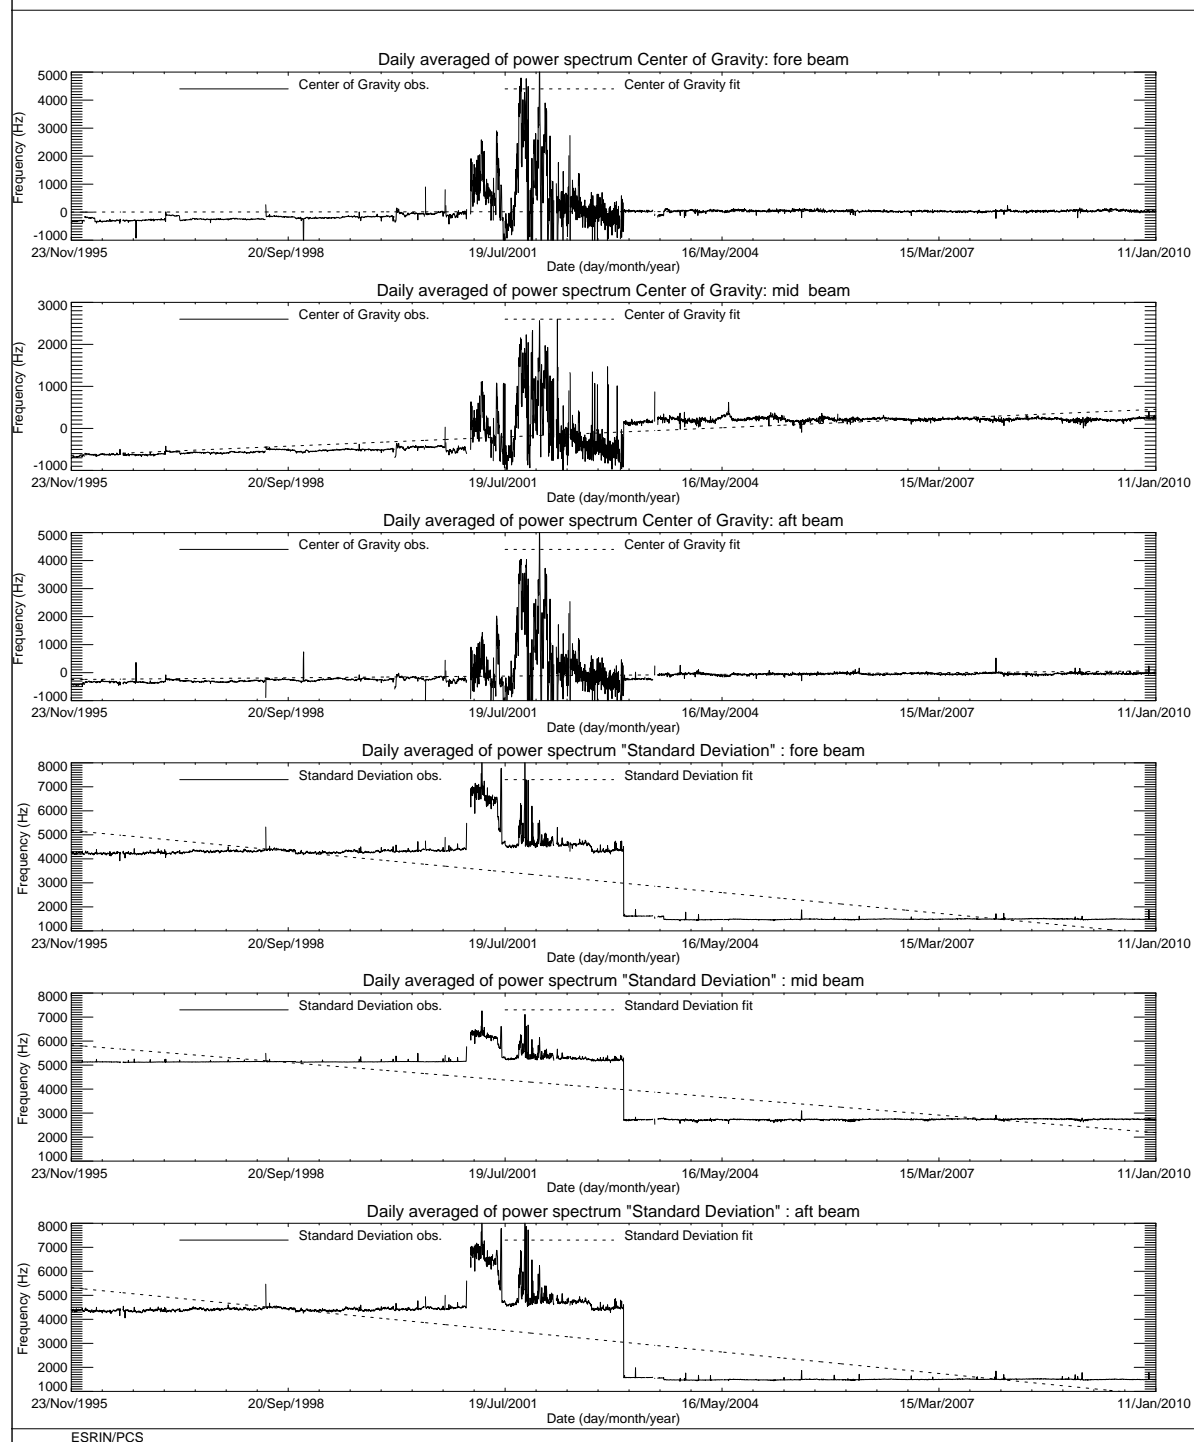 Daily averaged of power spectrum Center of Gravity: fore beam
Center of Gravity obs.
Center of Gravity fit
5000
4000
3000
2000
1000
0
-1000
Frequency (Hz)
23/Nov/1995
20/Sep/1998
19/Jul/2001
16/May/2004
15/Mar/2007
11/Jan/2010
Date (day/month/year)
Daily averaged of power spectrum Center of Gravity: mid beam
Center of Gravity obs.
Center of Gravity fit
3000
2000
1000
0
-1000
Frequency (Hz)
23/Nov/1995
20/Sep/1998
19/Jul/2001
16/May/2004
15/Mar/2007
11/Jan/2010
Date (day/month/year)
Daily averaged of power spectrum Center of Gravity: aft beam
Center of Gravity obs.
Center of Gravity fit
5000
4000
3000
2000
1000
0
-1000
Frequency (Hz)
23/Nov/1995
20/Sep/1998
19/Jul/2001
16/May/2004
15/Mar/2007
11/Jan/2010
Date (day/month/year)
Daily averaged of power spectrum "Standard Deviation" : fore beam
Standard Deviation obs.
Standard Deviation fit
8000
7000
6000
5000
4000
3000
2000
1000
Frequency (Hz)
23/Nov/1995
20/Sep/1998
19/Jul/2001
16/May/2004
15/Mar/2007
11/Jan/2010
Date (day/month/year)
Daily averaged of power spectrum "Standard Deviation" : mid beam
Standard Deviation obs.
Standard Deviation fit
8000
7000
6000
5000
4000
3000
2000
1000
Frequency (Hz)
23/Nov/1995
20/Sep/1998
19/Jul/2001
16/May/2004
15/Mar/2007
11/Jan/2010
Date (day/month/year)
Daily averaged of power spectrum "Standard Deviation" : aft beam
Standard Deviation obs.
Standard Deviation fit
8000
7000
6000
5000
4000
3000
2000
1000
Frequency (Hz)
23/Nov/1995
20/Sep/1998
19/Jul/2001
16/May/2004
15/Mar/2007
11/Jan/2010
Date (day/month/year)
ESRIN/PCS